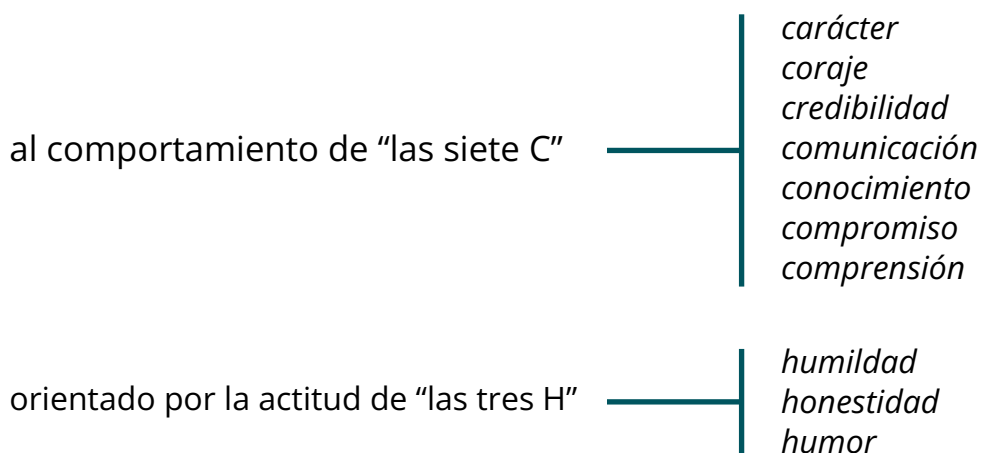 al comportamiento de “las siete C”
carácter
coraje
credibilidad
comunicación
conocimiento
compromiso
comprensión
orientado por la actitud de “las tres H”
humildad
honestidad
humor